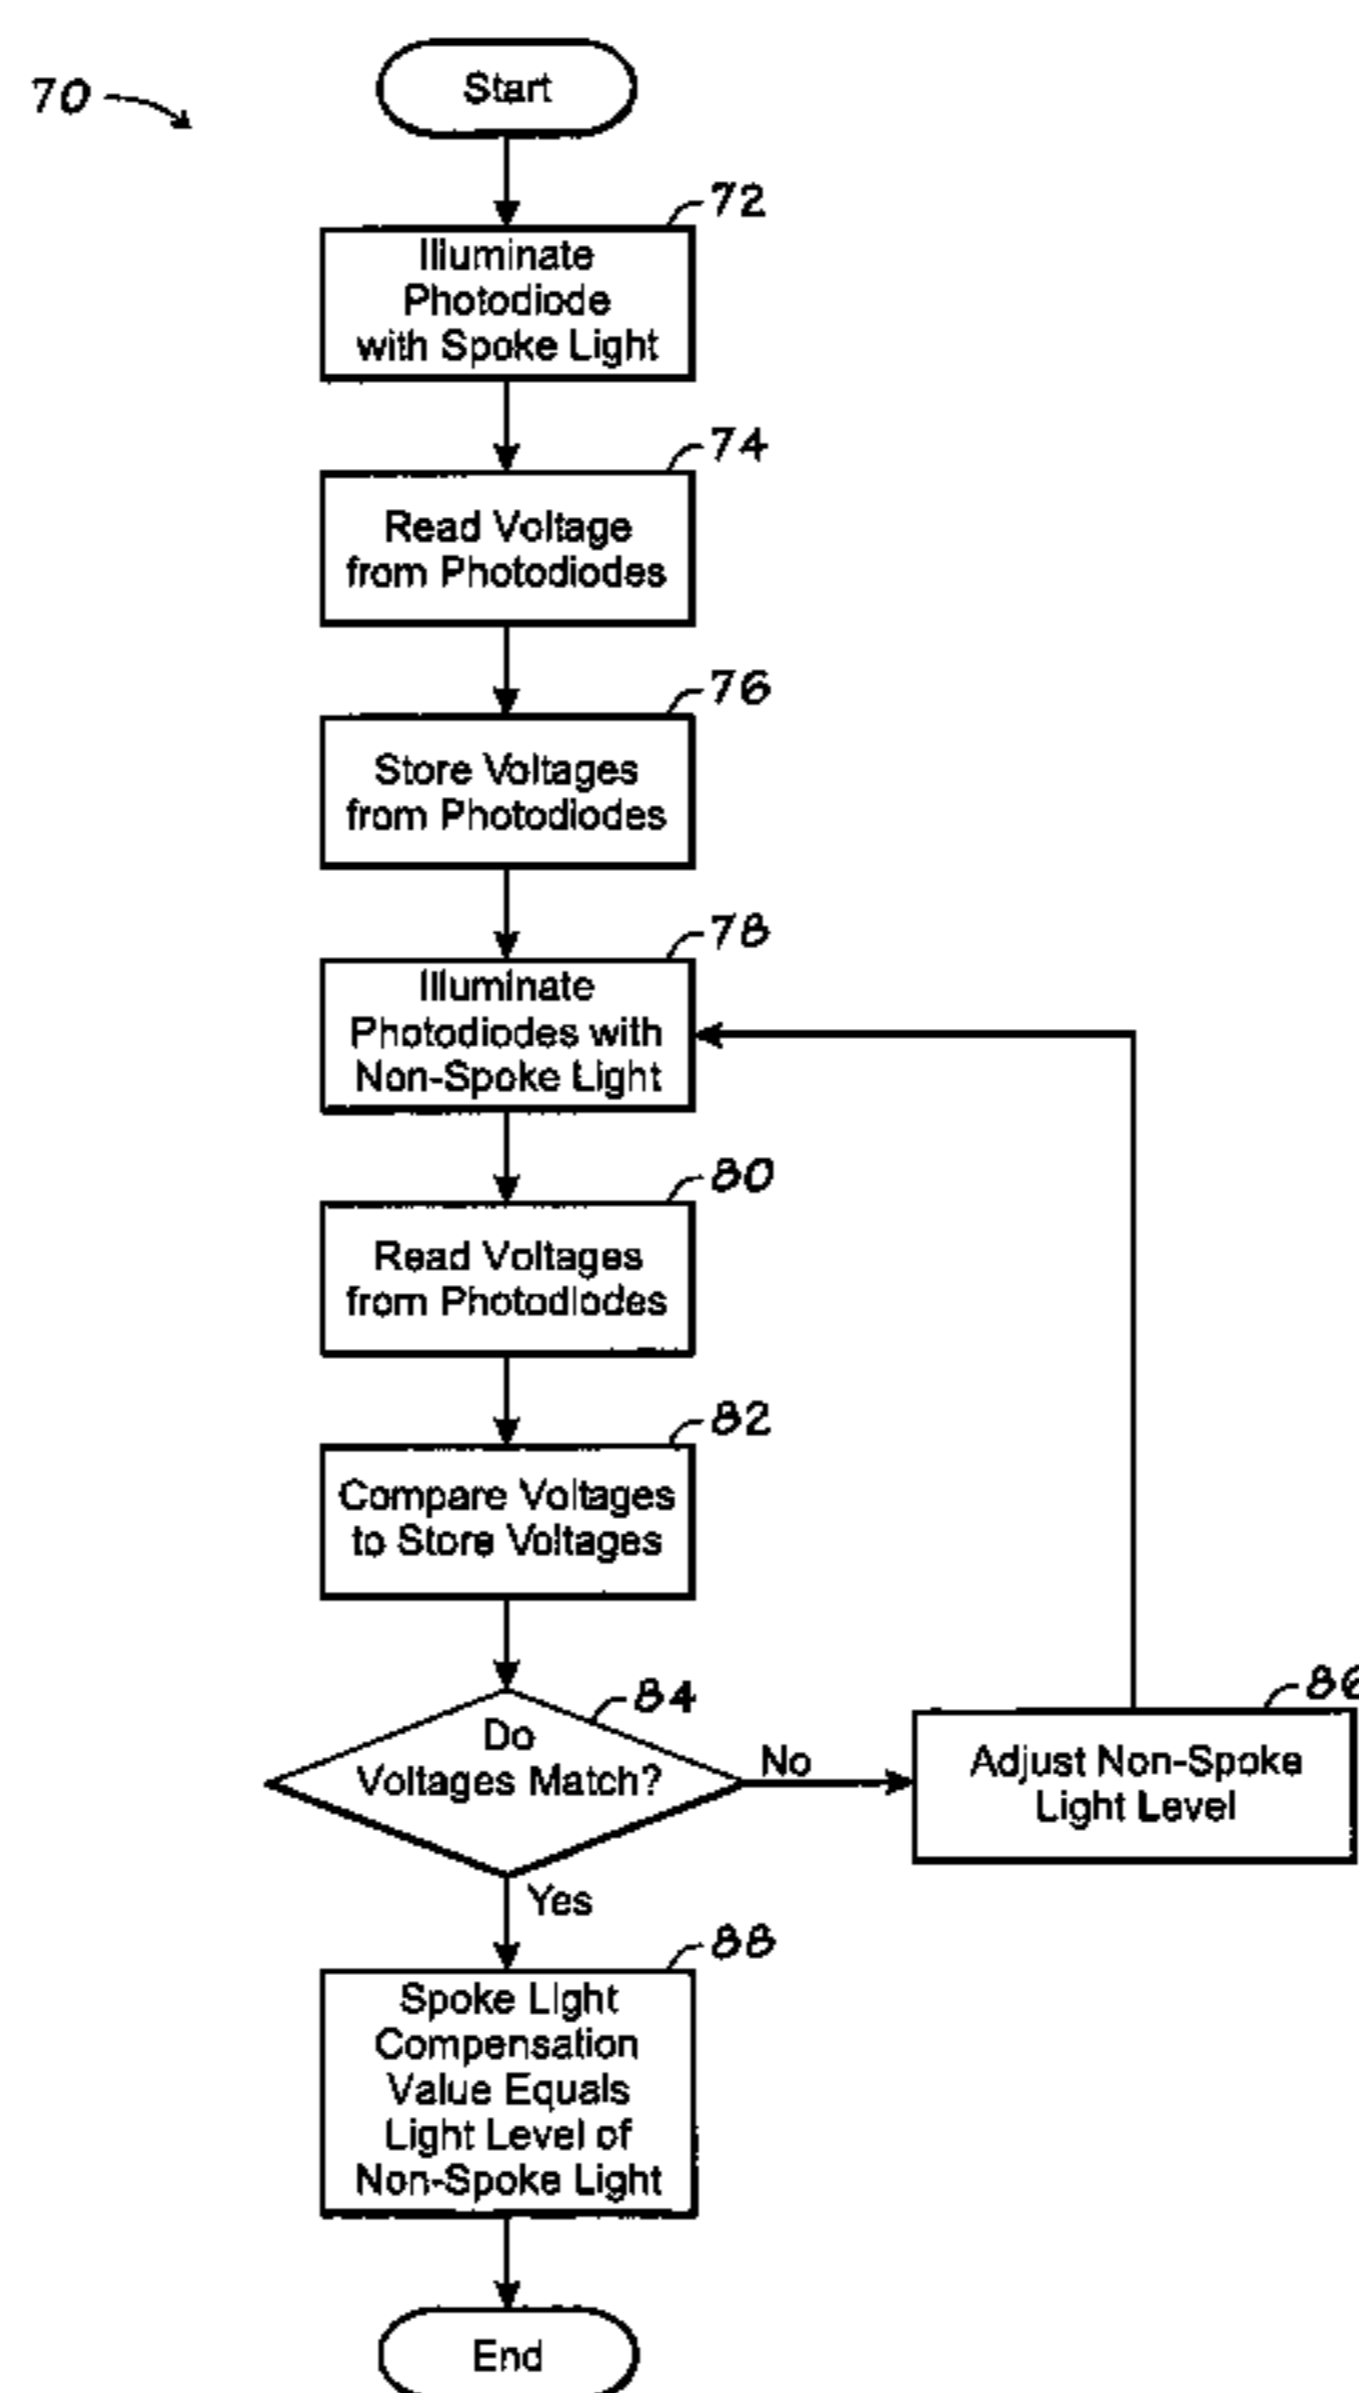 70
Start
72
Illuminate
Photodiode
with Spoke Light
74
Read Voltage
from Photodiodes
76
Store Voltages
from Photodiodes
78
Illuminate
Photodiodes with
Non-Spoke Light
80
Read Voltages
from Photodiodes
82
Compare Voltages
to Store Voltages
84
Do
Voltages Match?
No
86
Adjust Non-Spoke
Light Level
Yes
88
Spoke Light
Compensation
Value Equals
Light Level of
Non-Spoke Light
End